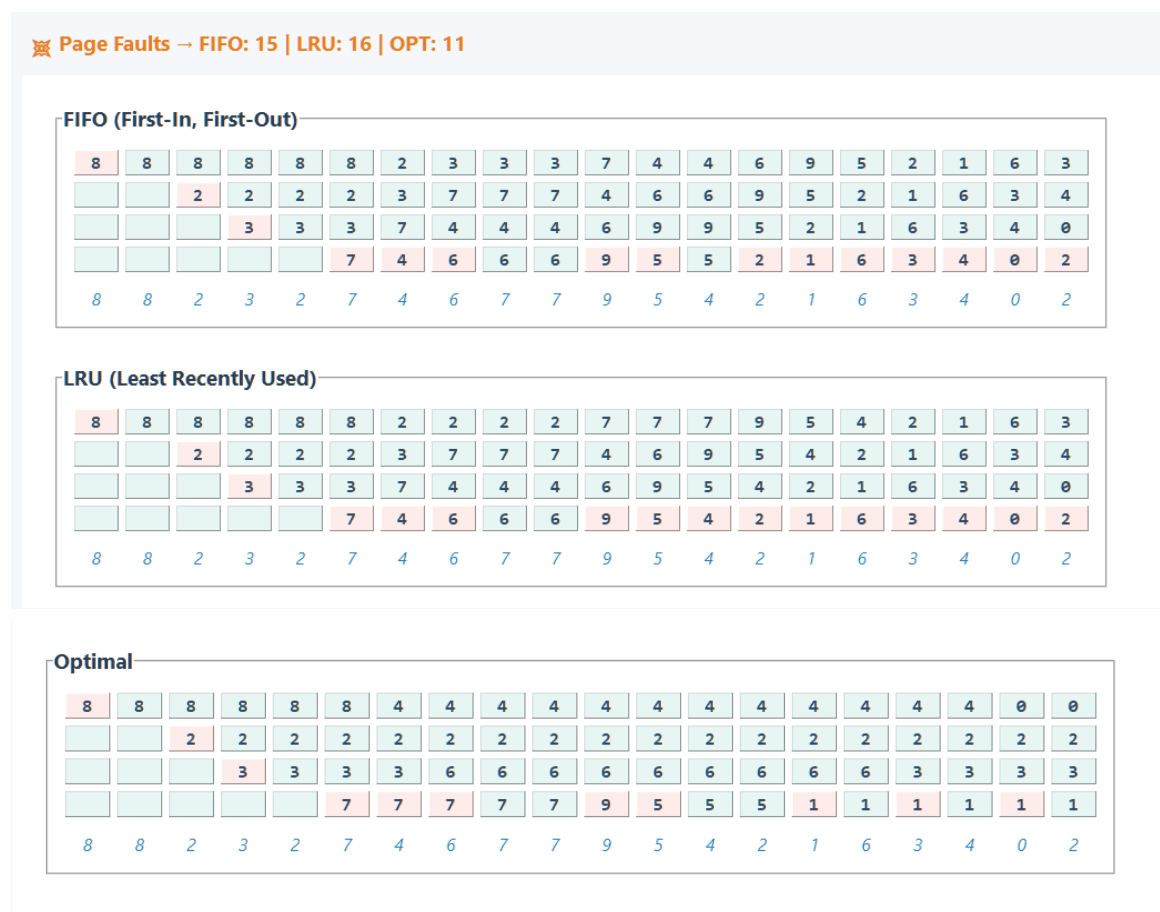 Page Faults → FIFO: 15 | LRU: 16 | OPT: 11
FIFO (First-In, First-Out)
8 8 8 8 8 8 2 3 3 3 7 4 4 6 9 5 2 1 6 3
2 2 2 2 3 7 7 7 4 6 6 9 5 2 1 6 3 4
3 3 3 7 4 4 4 6 9 9 5 2 1 6 3 4 0
7 4 6 6 6 9 5 5 2 1 6 3 4 0 2
8 8 2 3 2 7 4 6 7 7 9 5 4 2 1 6 3 4 0 2
LRU (Least Recently Used)
8 8 8 8 8 8 2 2 2 2 7 7 7 9 5 4 2 1 6 3
2 2 2 2 3 7 7 7 4 6 9 5 4 2 1 6 3 4
3 3 3 7 4 4 4 6 9 5 4 2 1 6 3 4 0
7 4 6 6 6 9 5 4 2 1 6 3 4 0 2
8 8 2 3 2 7 4 6 7 7 9 5 4 2 1 6 3 4 0 2
Optimal
8 8 8 8 8 8 4 4 4 4 4 4 4 4 4 4 4 4 0 0
2 2 2 2 2 2 2 2 2 2 2 2 2 2 2 2 2 2
3 3 3 3 6 6 6 6 6 6 6 6 6 3 3 3 3
7 7 7 7 7 9 5 5 5 1 1 1 1 1 1
8 8 2 3 2 7 4 6 7 7 9 5 4 2 1 6 3 4 0 2